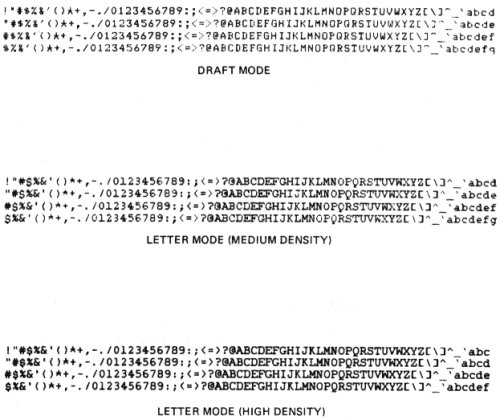 !"#$%&'()*+,-./0123456789:;<=>?@ABCDEFGHIJKLMNOPQRSTUVWXYZ[\]^_`abcd
"#$%&'()*+,-./0123456789:;<=>?@ABCDEFGHIJKLMNOPQRSTUVWXYZ[\]^_`abcde
#$%&'()*+,-./0123456789:;<=>?@ABCDEFGHIJKLMNOPQRSTUVWXYZ[\]^_`abcdef
$%&'()*+,-./0123456789:;<=>?@ABCDEFGHIJKLMNOPQRSTUVWXYZ[\]^_`abcdefg
DRAFT MODE
!"#$%&'()*+,-./0123456789:;<=>?@ABCDEFGHIJKLMNOPQRSTUVWXYZ[\]^_`abcd
"#$%&'()*+,-./0123456789:;<=>?@ABCDEFGHIJKLMNOPQRSTUVWXYZ[\]^_`abcde
#$%&'()*+,-./0123456789:;<=>?@ABCDEFGHIJKLMNOPQRSTUVWXYZ[\]^_`abcdef
$%&'()*+,-./0123456789:;<=>?@ABCDEFGHIJKLMNOPQRSTUVWXYZ[\]^_`abcdefg
LETTER MODE (MEDIUM DENSITY)
!"#$%&'()*+,-./0123456789:;<=>?@ABCDEFGHIJKLMNOPQRSTUVWXYZ[\]^_`abc
"#$%&'()*+,-./0123456789:;<=>?@ABCDEFGHIJKLMNOPQRSTUVWXYZ[\]^_`abcd
#$%&'()*+,-./0123456789:;<=>?@ABCDEFGHIJKLMNOPQRSTUVWXYZ[\]^_`abcde
$%&'()*+,-./0123456789:;<=>?@ABCDEFGHIJKLMNOPQRSTUVWXYZ[\]^_`abcdef
LETTER MODE (HIGH DENSITY)